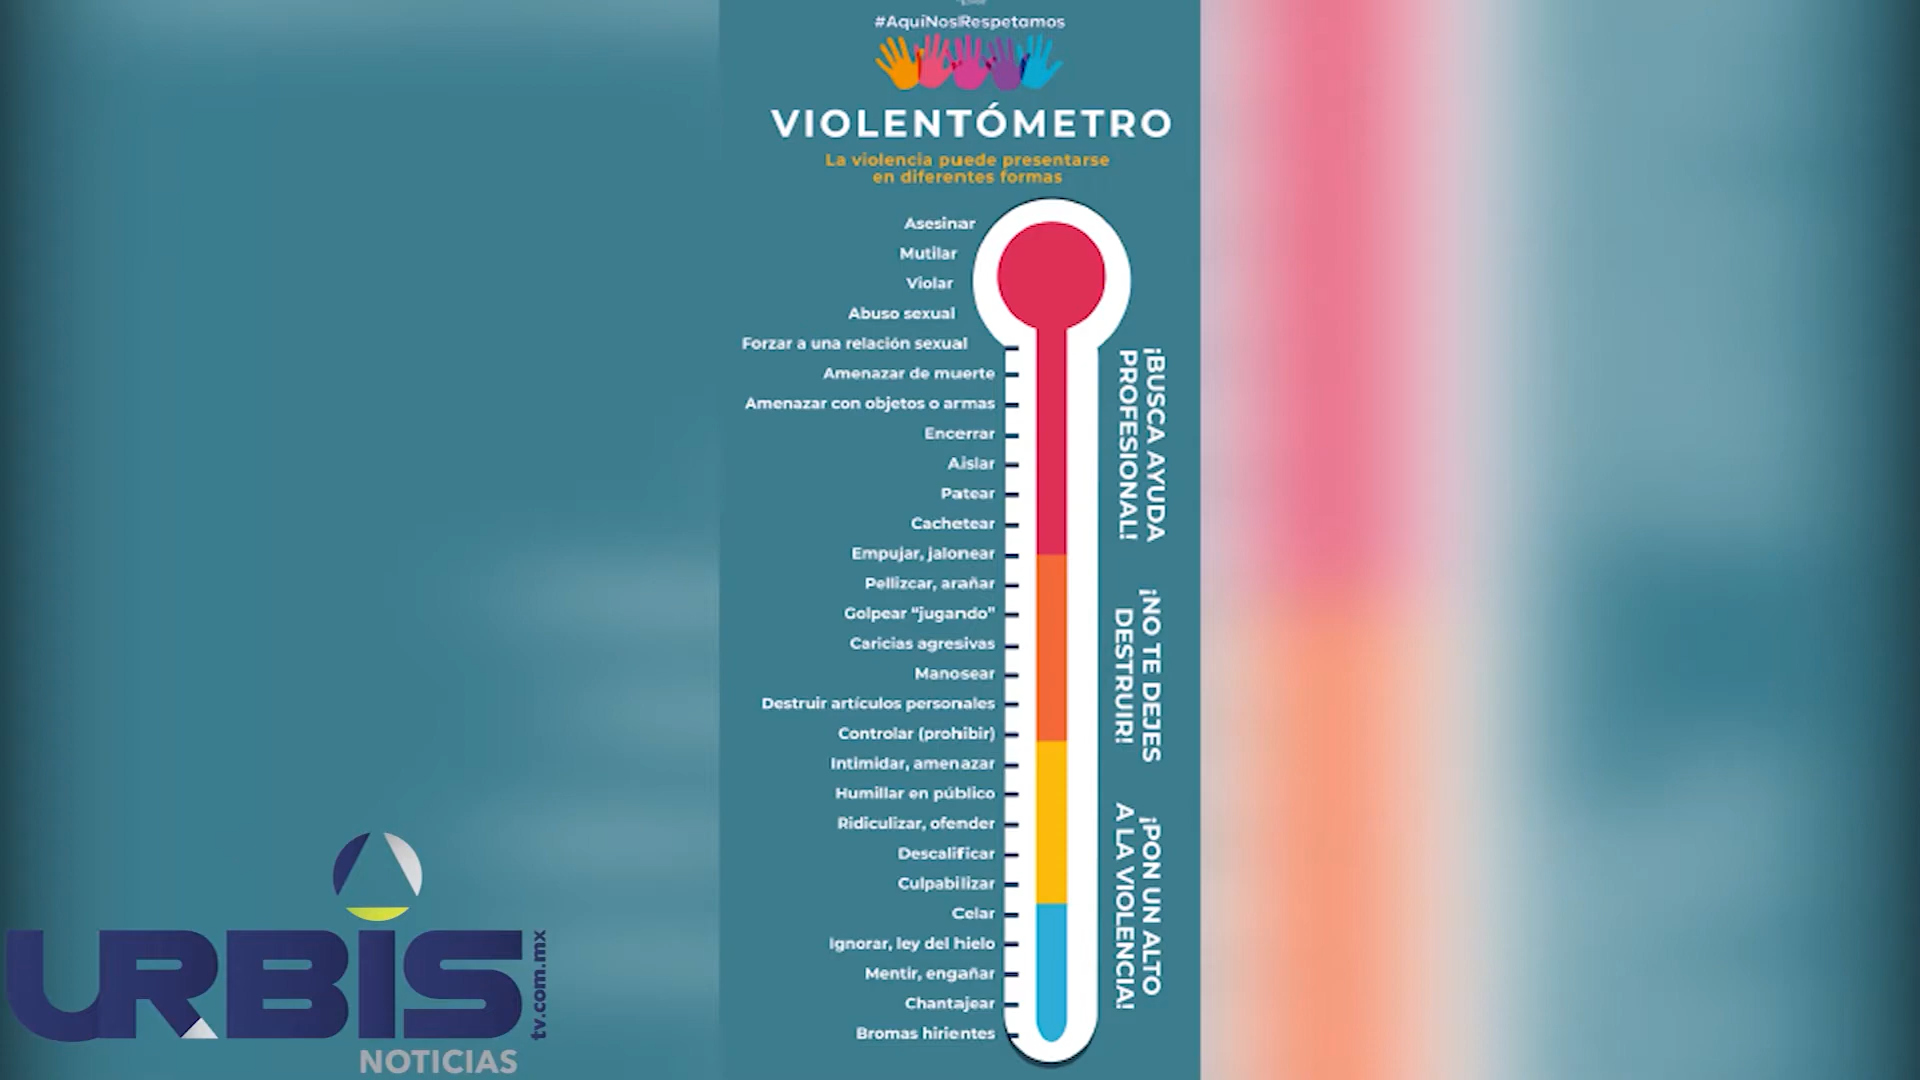 #AquíNosRespetamos
VIOLENTÓMETRO
La violencia puede presentarse
en diferentes formas
Asesinar
Mutilar
Violar
Abuso sexual
Forzar a una relación sexual
Amenazar de muerte
Amenazar con objetos o armas
Encerrar
Aislar
Patear
Cachetear
Empujar, jalonear
Pellizcar, arañar
Golpear “jugando”
Caricias agresivas
Manosear
Destruir artículos personales
Controlar (prohibir)
Intimidar, amenazar
Humillar en público
Ridiculizar, ofender
Descalificar
Culpabilizar
Celar
Ignorar, ley del hielo
Mentir, engañar
Chantajear
Bromas hirientes
¡BUSCA AYUDA
PROFESIONAL!
¡NO TE DEJES
DESTRUIR!
¡PON UN ALTO
A LA VIOLENCIA!
URBIS
tv.com.mx
NOTICIAS